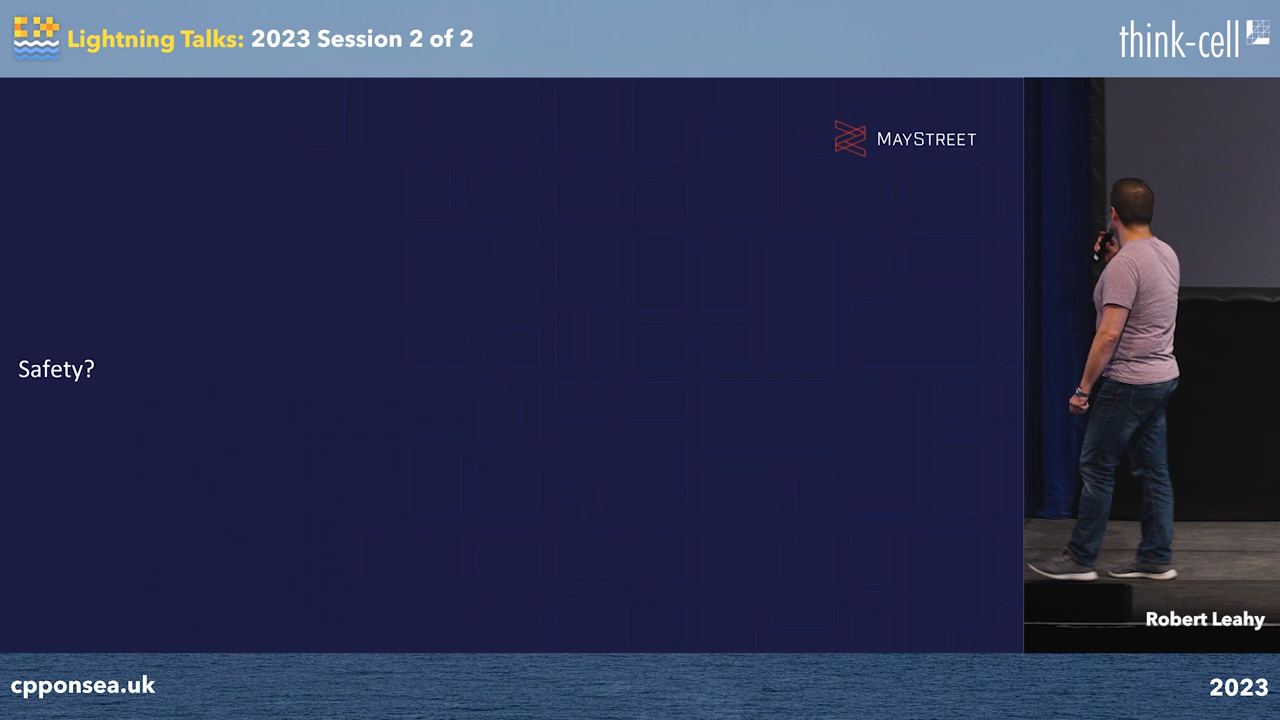 Lightning Talks: 2023 Session 2 of 2
think-cell
MAYSTREET
Safety?
Robert Leahy
cpponsea.uk
2023